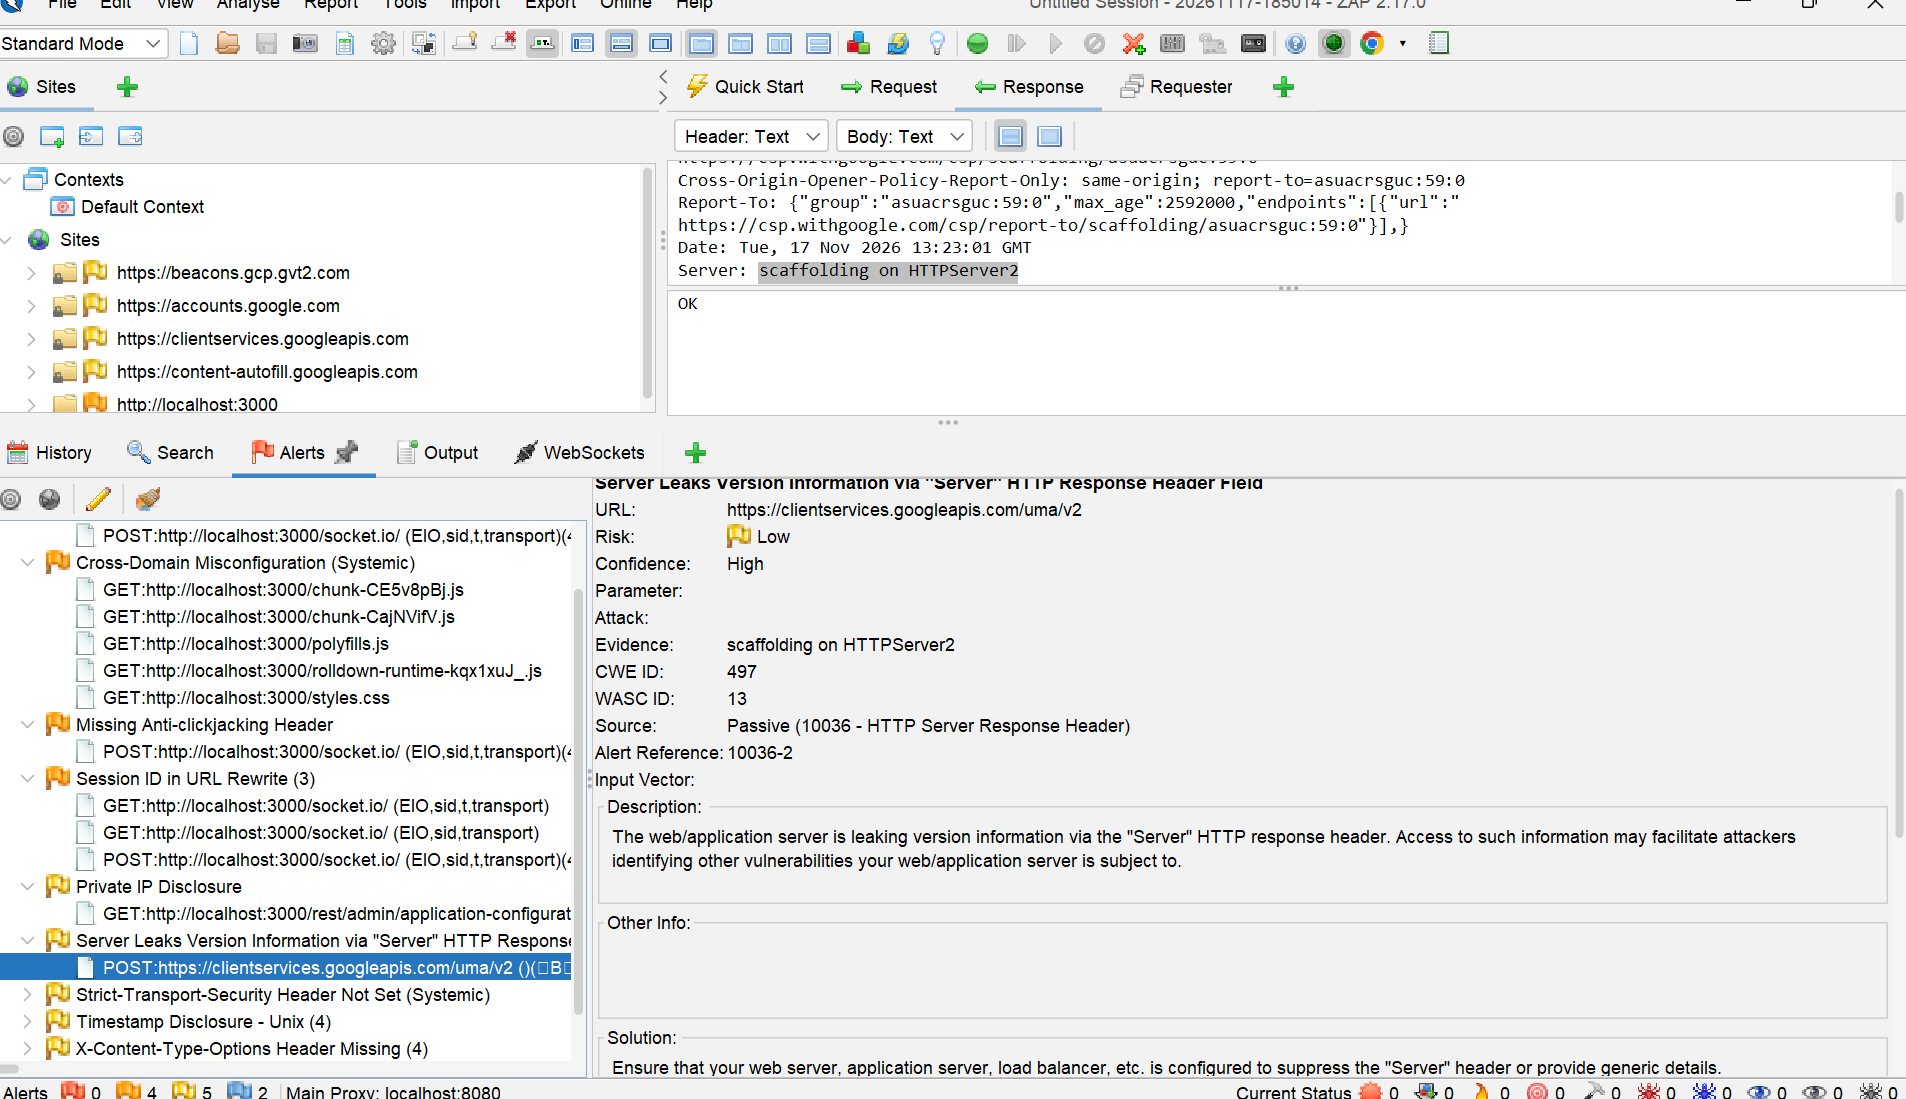 File Edit View Analyse Report Tools Import Export Online Help
Untitled Session - 20261117-185014 - ZAP 2.17.0
Standard Mode
Sites
Quick Start Request Response Requester
Header: Text Body: Text
Contexts
Default Context
Sites
https://beacons.gcp.gvt2.com
https://accounts.google.com
https://clientservices.googleapis.com
https://content-autofill.googleapis.com
http://localhost:3000
https://csp.withgoogle.com/csp/scaffolding/asuacrsguc:59:0
Cross-Origin-Opener-Policy-Report-Only: same-origin; report-to=asuacrsguc:59:0
Report-To: {"group":"asuacrsguc:59:0","max_age":2592000,"endpoints":[{"url":"
https://csp.withgoogle.com/csp/report-to/scaffolding/asuacrsguc:59:0"}],}
Date: Tue, 17 Nov 2026 13:23:01 GMT
Server: scaffolding on HTTPServer2
OK
History Search Alerts Output WebSockets
POST:http://localhost:3000/socket.io/ (EIO,sid,t,transport)(4
Cross-Domain Misconfiguration (Systemic)
GET:http://localhost:3000/chunk-CE5v8pBj.js
GET:http://localhost:3000/chunk-CajNVifV.js
GET:http://localhost:3000/polyfills.js
GET:http://localhost:3000/rolldown-runtime-kqx1xuJ_.js
GET:http://localhost:3000/styles.css
Missing Anti-clickjacking Header
POST:http://localhost:3000/socket.io/ (EIO,sid,t,transport)(4
Session ID in URL Rewrite (3)
GET:http://localhost:3000/socket.io/ (EIO,sid,t,transport)
GET:http://localhost:3000/socket.io/ (EIO,sid,transport)
POST:http://localhost:3000/socket.io/ (EIO,sid,t,transport)(4
Private IP Disclosure
GET:http://localhost:3000/rest/admin/application-configurat
Server Leaks Version Information via "Server" HTTP Response
POST:https://clientservices.googleapis.com/uma/v2 ()(□B□
Strict-Transport-Security Header Not Set (Systemic)
Timestamp Disclosure - Unix (4)
X-Content-Type-Options Header Missing (4)
Server Leaks Version Information via "Server" HTTP Response Header Field
URL: https://clientservices.googleapis.com/uma/v2
Risk: Low
Confidence: High
Parameter:
Attack:
Evidence: scaffolding on HTTPServer2
CWE ID: 497
WASC ID: 13
Source: Passive (10036 - HTTP Server Response Header)
Alert Reference: 10036-2
Input Vector:
Description:
The web/application server is leaking version information via the "Server" HTTP response header. Access to such information may facilitate attackers
identifying other vulnerabilities your web/application server is subject to.
Other Info:
Solution:
Ensure that your web server, application server, load balancer, etc. is configured to suppress the "Server" header or provide generic details.
Alerts 0 4 5 2 Main Proxy: localhost:8080
Current Status 0 0 0 0 0 0 0 0 0 0